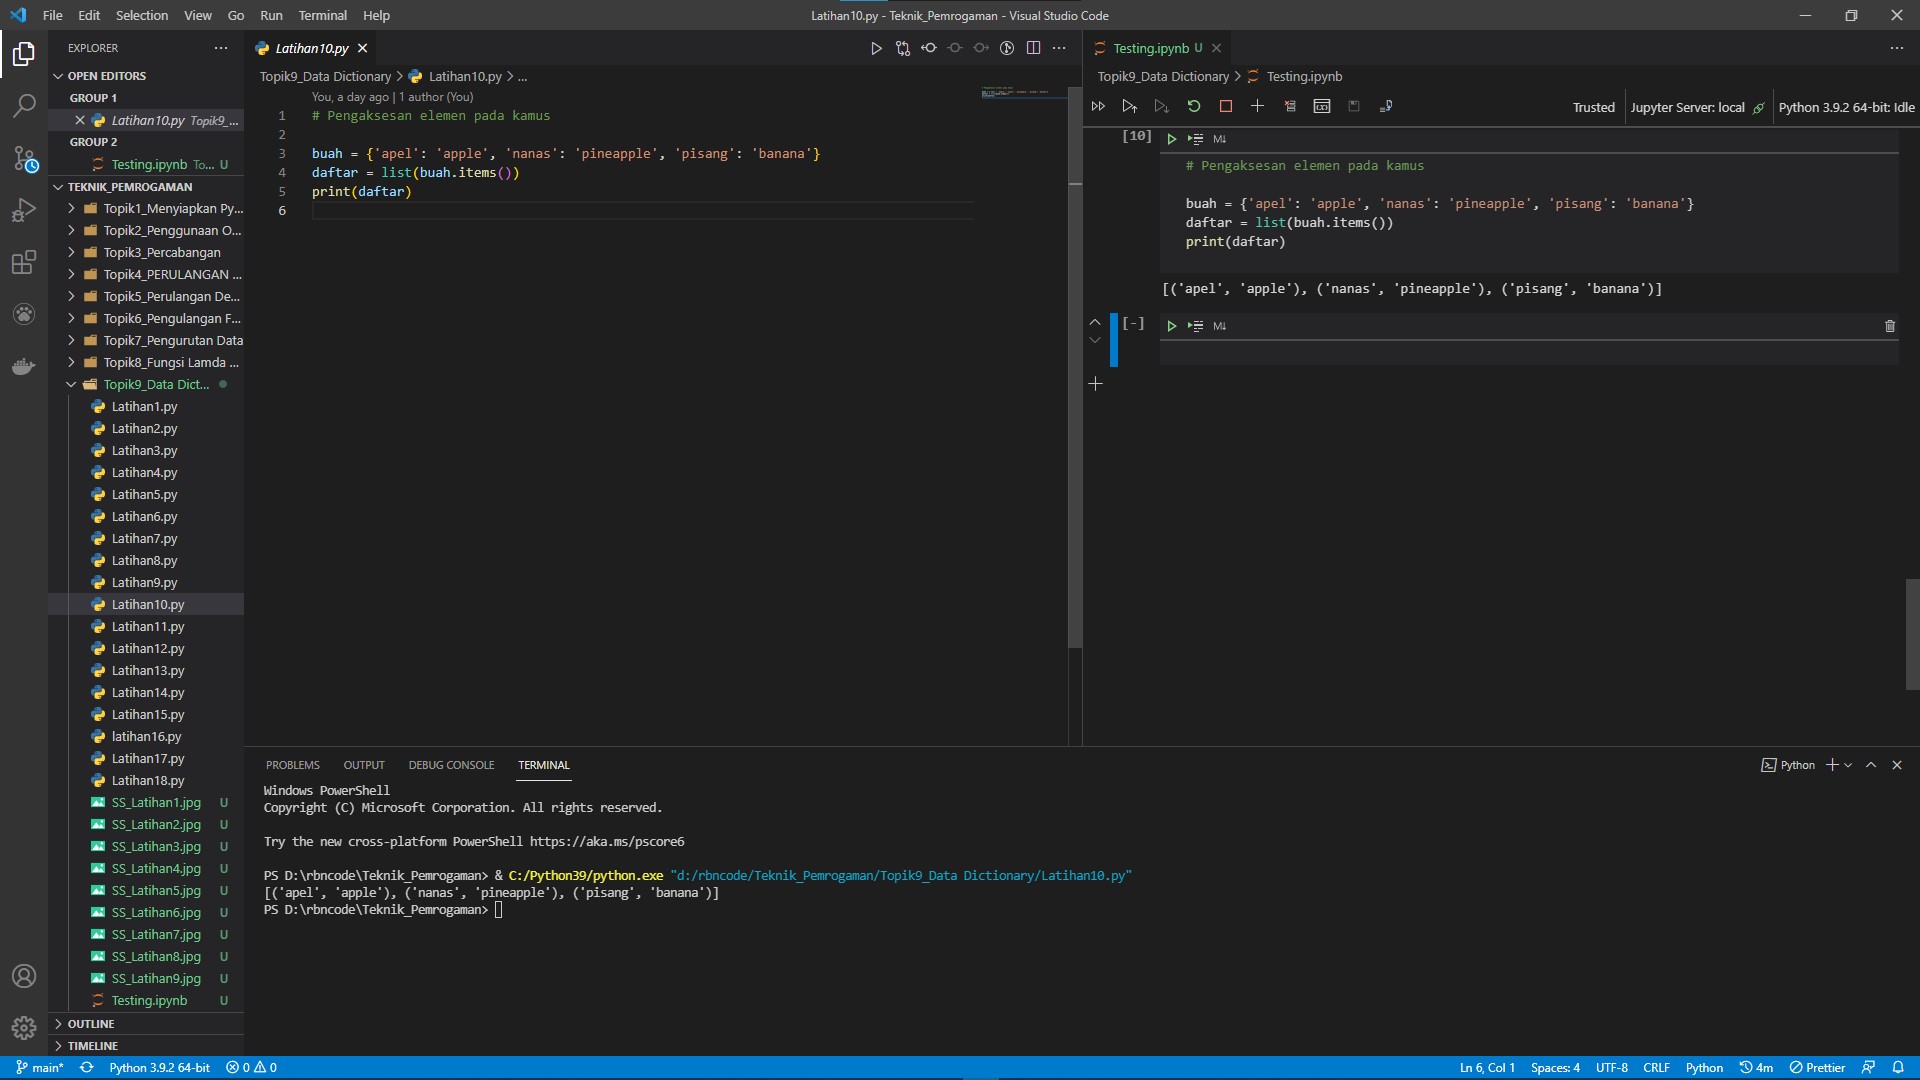 File Edit Selection View Go Run Terminal Help
Latihan10.py - Teknik_Pemrogaman - Visual Studio Code
EXPLORER
OPEN EDITORS
GROUP 1
Latihan10.py Topik9_...
GROUP 2
Testing.ipynb To... U
TEKNIK_PEMROGAMAN
Topik1_Menyiapkan Py...
Topik2_Penggunaan O...
Topik3_Percabangan
Topik4_PERULANGAN ...
Topik5_Perulangan De...
Topik6_Pengulangan F...
Topik7_Pengurutan Data
Topik8_Fungsi Lamda ...
Topik9_Data Dict...
Latihan1.py
Latihan2.py
Latihan3.py
Latihan4.py
Latihan5.py
Latihan6.py
Latihan7.py
Latihan8.py
Latihan9.py
Latihan10.py
Latihan11.py
Latihan12.py
Latihan13.py
Latihan14.py
Latihan15.py
latihan16.py
Latihan17.py
Latihan18.py
SS_Latihan1.jpg U
SS_Latihan2.jpg U
SS_Latihan3.jpg U
SS_Latihan4.jpg U
SS_Latihan5.jpg U
SS_Latihan6.jpg U
SS_Latihan7.jpg U
SS_Latihan8.jpg U
SS_Latihan9.jpg U
Testing.ipynb U
OUTLINE
TIMELINE
Latihan10.py
Topik9_Data Dictionary > Latihan10.py > ...
You, a day ago | 1 author (You)
1 # Pengaksesan elemen pada kamus
2
3 buah = {'apel': 'apple', 'nanas': 'pineapple', 'pisang': 'banana'}
4 daftar = list(buah.items())
5 print(daftar)
6
Testing.ipynb U
Topik9_Data Dictionary > Testing.ipynb
Trusted Jupyter Server: local Python 3.9.2 64-bit: Idle
[10] M↓
# Pengaksesan elemen pada kamus
buah = {'apel': 'apple', 'nanas': 'pineapple', 'pisang': 'banana'}
daftar = list(buah.items())
print(daftar)
[('apel', 'apple'), ('nanas', 'pineapple'), ('pisang', 'banana')]
[-] M↓
PROBLEMS OUTPUT DEBUG CONSOLE TERMINAL
Python
Windows PowerShell
Copyright (C) Microsoft Corporation. All rights reserved.
Try the new cross-platform PowerShell https://aka.ms/pscore6
PS D:\rbncode\Teknik_Pemrogaman> & C:/Python39/python.exe "d:/rbncode/Teknik_Pemrogaman/Topik9_Data Dictionary/Latihan10.py"
[('apel', 'apple'), ('nanas', 'pineapple'), ('pisang', 'banana')]
PS D:\rbncode\Teknik_Pemrogaman>
main* Python 3.9.2 64-bit 0 0
Ln 6, Col 1 Spaces: 4 UTF-8 CRLF Python 4m Prettier